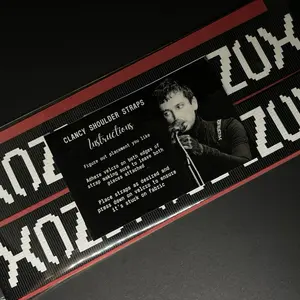 CLANCY SHOULDER STRAPS
Instructions
Figure out placement you like
Adhere velcro on both edges of
strap making sure to leave both
pieces attached
Place straps as desired and
press down on velcro to ensure
it's stuck on fabric